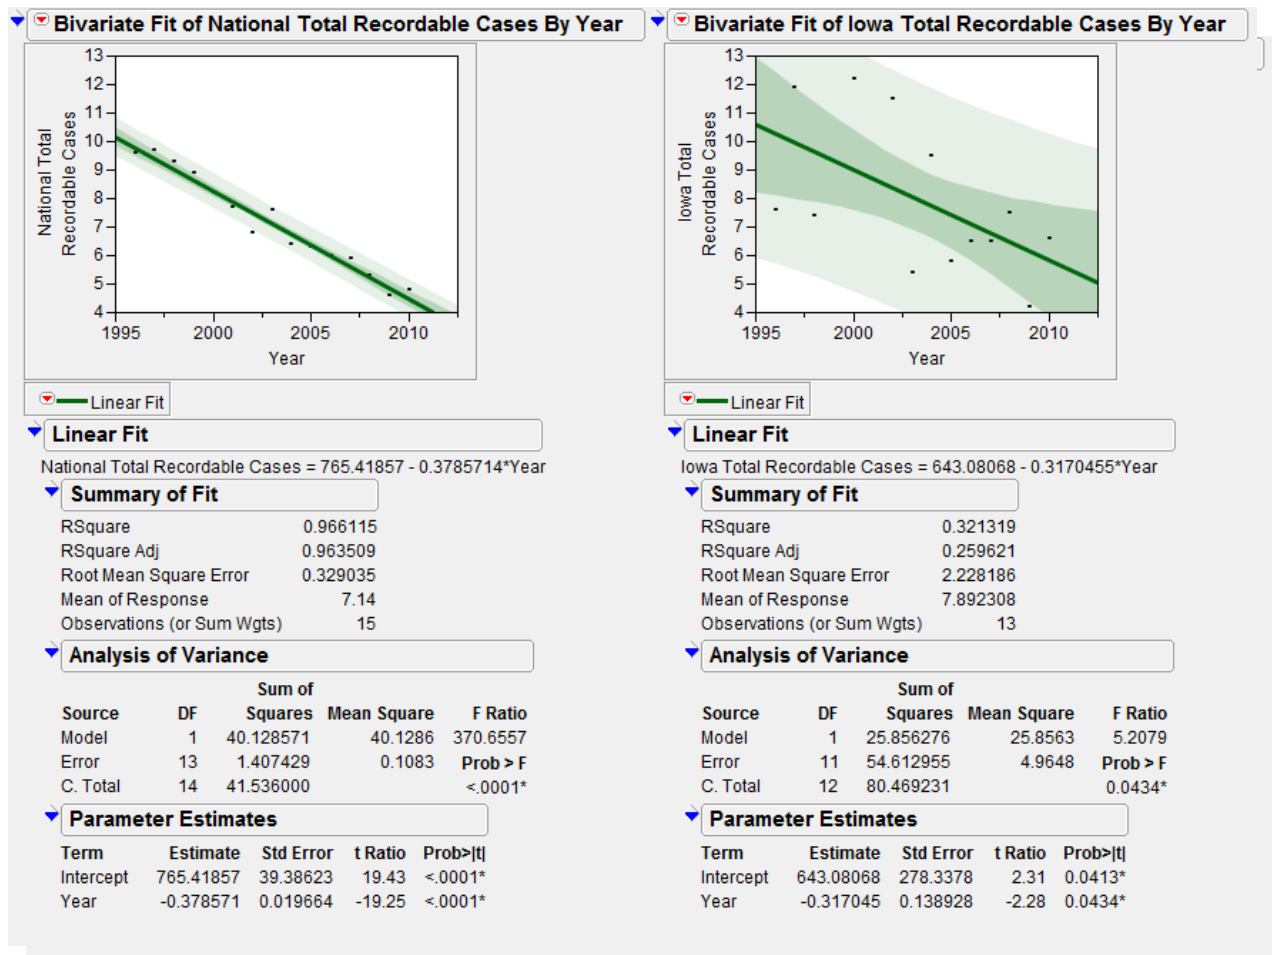 Bivariate Fit of National Total Recordable Cases By Year
13
12
11
10
9
8
7
6
5
4
National Total
Recordable Cases
1995 2000 2005 2010
Year
Linear Fit
Linear Fit
National Total Recordable Cases = 765.41857 - 0.3785714*Year
Summary of Fit
RSquare 0.966115
RSquare Adj 0.963509
Root Mean Square Error 0.329035
Mean of Response 7.14
Observations (or Sum Wgts) 15
Analysis of Variance
Sum of
Source DF Squares Mean Square F Ratio
Model 1 40.128571 40.1286 370.6557
Error 13 1.407429 0.1083 Prob > F
C. Total 14 41.536000 <.0001*
Parameter Estimates
Term Estimate Std Error t Ratio Prob>|t|
Intercept 765.41857 39.38623 19.43 <.0001*
Year -0.378571 0.019664 -19.25 <.0001*
Bivariate Fit of Iowa Total Recordable Cases By Year
13
12
11
10
9
8
7
6
5
4
Iowa Total
Recordable Cases
1995 2000 2005 2010
Year
Linear Fit
Linear Fit
Iowa Total Recordable Cases = 643.08068 - 0.3170455*Year
Summary of Fit
RSquare 0.321319
RSquare Adj 0.259621
Root Mean Square Error 2.228186
Mean of Response 7.892308
Observations (or Sum Wgts) 13
Analysis of Variance
Sum of
Source DF Squares Mean Square F Ratio
Model 1 25.856276 25.8563 5.2079
Error 11 54.612955 4.9648 Prob > F
C. Total 12 80.469231 0.0434*
Parameter Estimates
Term Estimate Std Error t Ratio Prob>|t|
Intercept 643.08068 278.3378 2.31 0.0413*
Year -0.317045 0.138928 -2.28 0.0434*